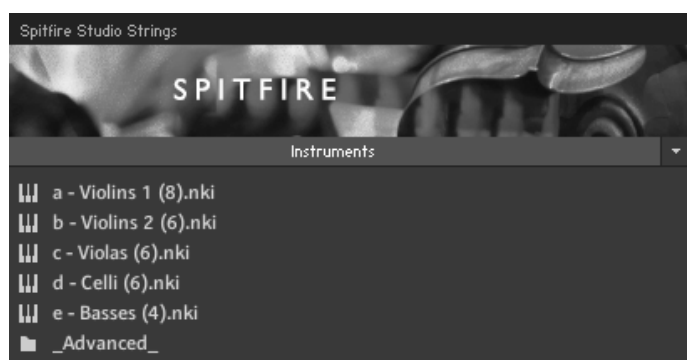 Spitfire Studio Strings
SPITFIRE
Instruments
a - Violins 1 (8).nki
b - Violins 2 (6).nki
c - Violas (6).nki
d - Celli (6).nki
e - Basses (4).nki
_Advanced_